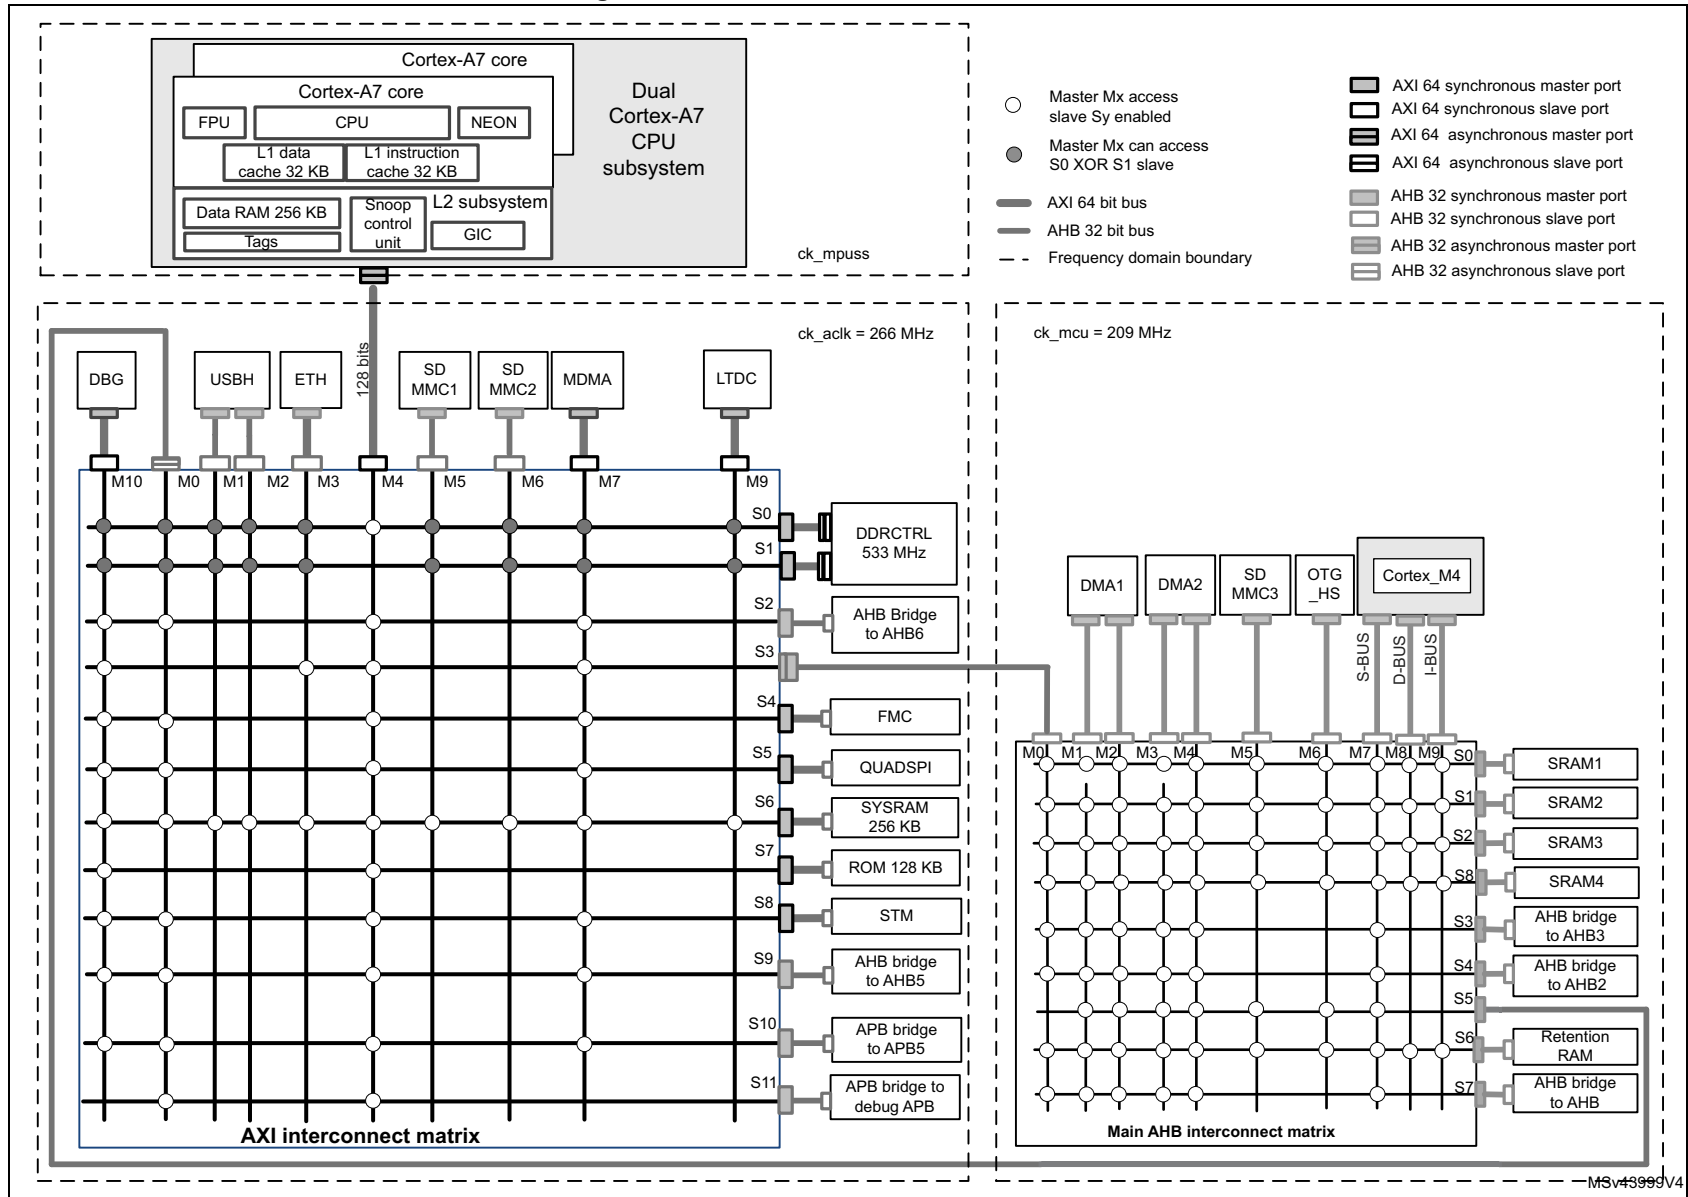 Cortex-A7 core
Cortex-A7 core
FPU
CPU
NEON
L1 data
cache 32 KB
L1 instruction
cache 32 KB
Data RAM 256 KB
Tags
Snoop
control
unit
L2 subsystem
GIC
Dual
Cortex-A7
CPU
subsystem
ck_mpuss
Master Mx access
slave Sy enabled
Master Mx can access
S0 XOR S1 slave
AXI 64 bit bus
AHB 32 bit bus
Frequency domain boundary
AXI 64 synchronous master port
AXI 64 synchronous slave port
AXI 64 asynchronous master port
AXI 64 asynchronous slave port
AHB 32 synchronous master port
AHB 32 synchronous slave port
AHB 32 asynchronous master port
AHB 32 asynchronous slave port
ck_aclk = 266 MHz
128 bits
DBG
USBH
ETH
SD
MMC1
SD
MMC2
MDMA
LTDC
M10
M0
M1
M2
M3
M4
M5
M6
M7
M9
S0
S1
DDRCTRL
533 MHz
S2
AHB Bridge
to AHB6
S3
S4
FMC
S5
QUADSPI
S6
SYSRAM
256 KB
S7
ROM 128 KB
S8
STM
S9
AHB bridge
to AHB5
S10
APB bridge
to APB5
S11
APB bridge to
debug APB
AXI interconnect matrix
ck_mcu = 209 MHz
DMA1
DMA2
SD
MMC3
OTG
_HS
Cortex_M4
S-BUS
D-BUS
I-BUS
M0
M1
M2
M3
M4
M5
M6
M7
M8
M9
S0
SRAM1
S1
SRAM2
S2
SRAM3
S8
SRAM4
S3
AHB bridge
to AHB3
S4
AHB bridge
to AHB2
S5
S6
Retention
RAM
S7
AHB bridge
to AHB
Main AHB interconnect matrix
MSv43999V4